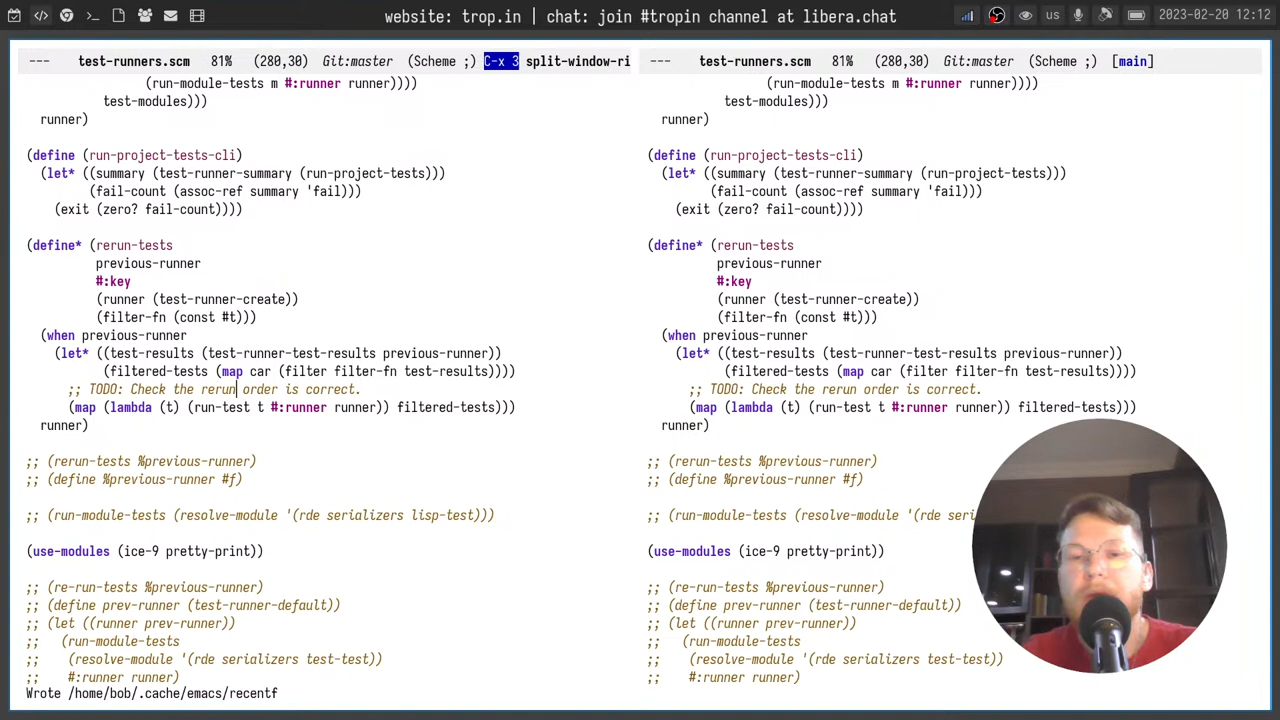 website: trop.in | chat: join #tropin channel at libera.chat
us
2023-02-20 12:12
--- test-runners.scm 81% (280,30) Git:master (Scheme ;) C-x 3 split-window-ri
(run-module-tests m #:runner runner))))
test-modules)))
runner)
(define (run-project-tests-cli)
(let* ((summary (test-runner-summary (run-project-tests)))
(fail-count (assoc-ref summary 'fail)))
(exit (zero? fail-count))))
(define* (rerun-tests
previous-runner
#:key
(runner (test-runner-create))
(filter-fn (const #t)))
(when previous-runner
(let* ((test-results (test-runner-test-results previous-runner))
(filtered-tests (map car (filter filter-fn test-results))))
;; TODO: Check the rerun order is correct.
(map (lambda (t) (run-test t #:runner runner)) filtered-tests)))
runner)
;; (rerun-tests %previous-runner)
;; (define %previous-runner #f)
;; (run-module-tests (resolve-module '(rde serializers lisp-test)))
(use-modules (ice-9 pretty-print))
;; (re-run-tests %previous-runner)
;; (define prev-runner (test-runner-default))
;; (let ((runner prev-runner))
;; (run-module-tests
;; (resolve-module '(rde serializers test-test))
;; #:runner runner)
Wrote /home/bob/.cache/emacs/recentf
--- test-runners.scm 81% (280,30) Git:master (Scheme ;) [main]
(run-module-tests m #:runner runner))))
test-modules)))
runner)
(define (run-project-tests-cli)
(let* ((summary (test-runner-summary (run-project-tests)))
(fail-count (assoc-ref summary 'fail)))
(exit (zero? fail-count))))
(define* (rerun-tests
previous-runner
#:key
(runner (test-runner-create))
(filter-fn (const #t)))
(when previous-runner
(let* ((test-results (test-runner-test-results previous-runner))
(filtered-tests (map car (filter filter-fn test-results))))
;; TODO: Check the rerun order is correct.
(map (lambda (t) (run-test t #:runner runner)) filtered-tests)))
runner)
;; (rerun-tests %previous-runner)
;; (define %previous-runner #f)
;; (run-module-tests (resolve-module '(rde seri
(use-modules (ice-9 pretty-print))
;; (re-run-tests %previous-runner)
;; (define prev-runner (test-runner-default))
;; (let ((runner prev-runner))
;; (run-module-tests
;; (resolve-module '(rde serializers test-test))
;; #:runner runner)